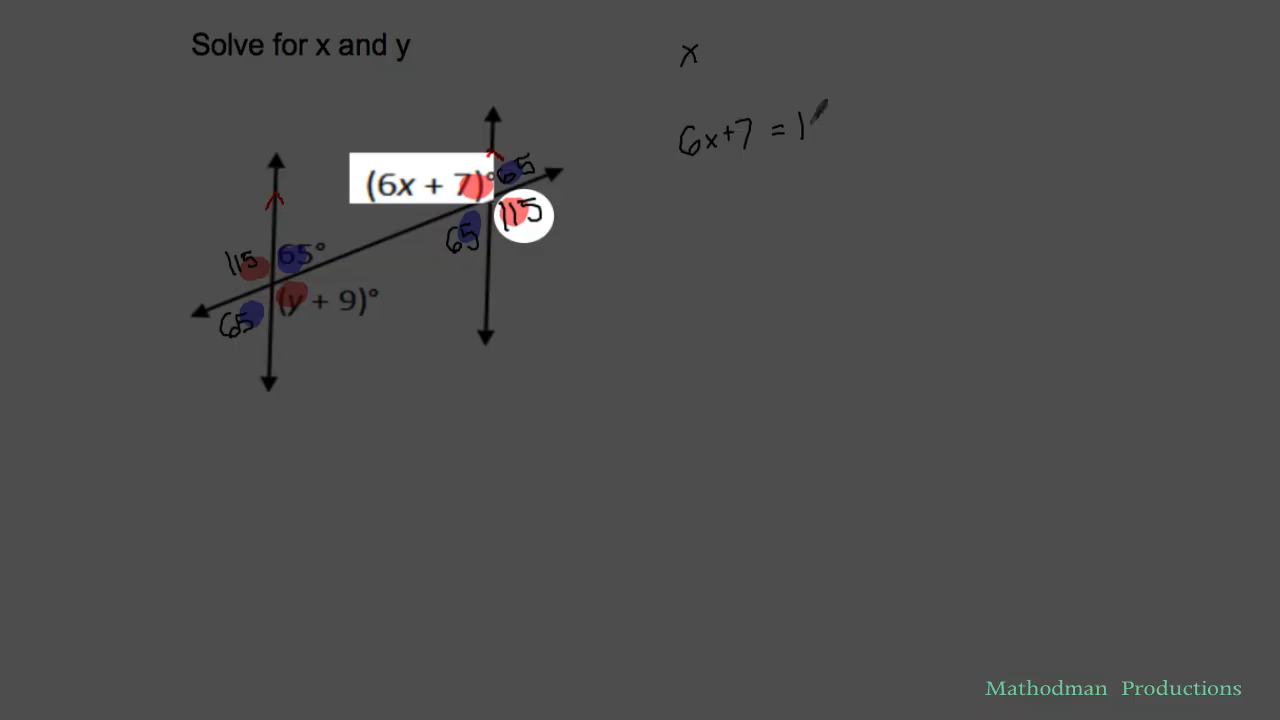 Solve for x and y
x
6x+7 = 1
(6x + 7)° 65
115
65
115 65°
(y + 9)°
65
Mathodman Productions